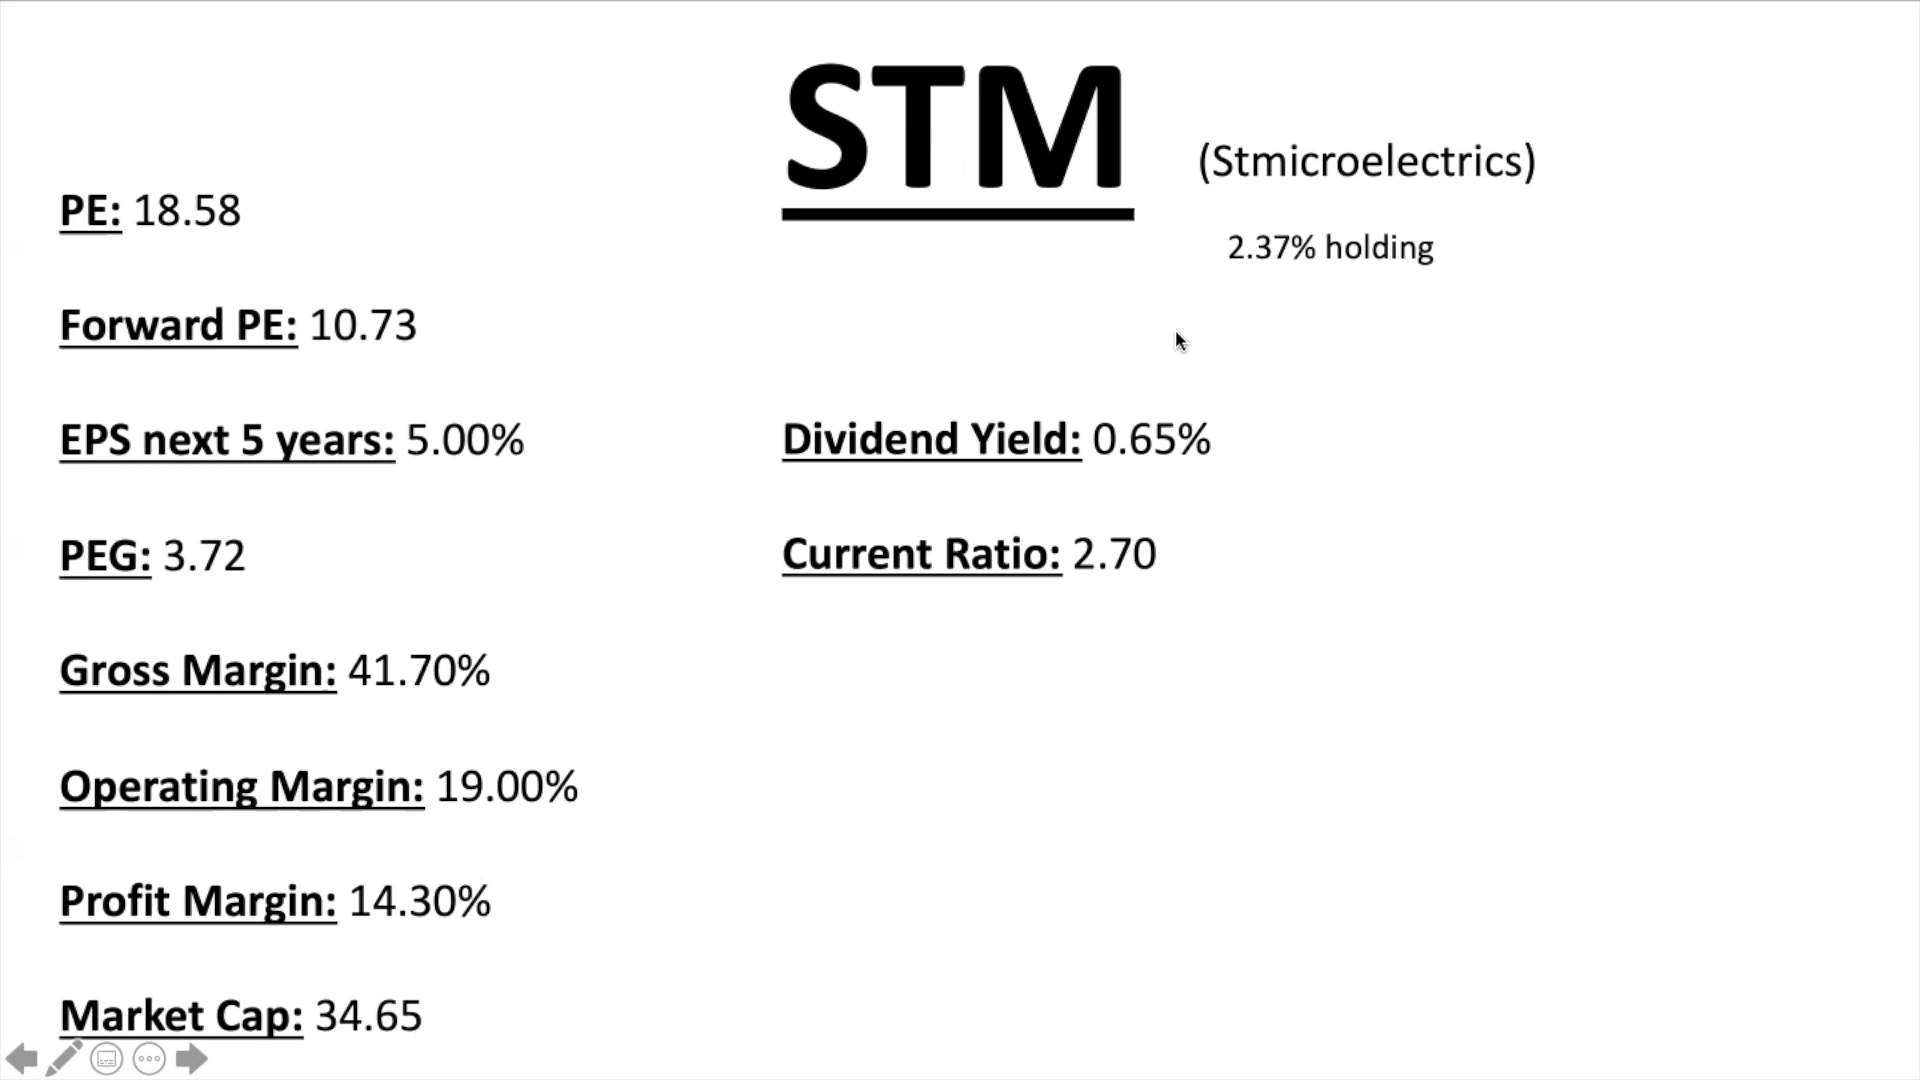 STM
(Stmicroelectrics)
2.37% holding
PE: 18.58
Forward PE: 10.73
EPS next 5 years: 5.00%
PEG: 3.72
Gross Margin: 41.70%
Operating Margin: 19.00%
Profit Margin: 14.30%
Market Cap: 34.65
Dividend Yield: 0.65%
Current Ratio: 2.70